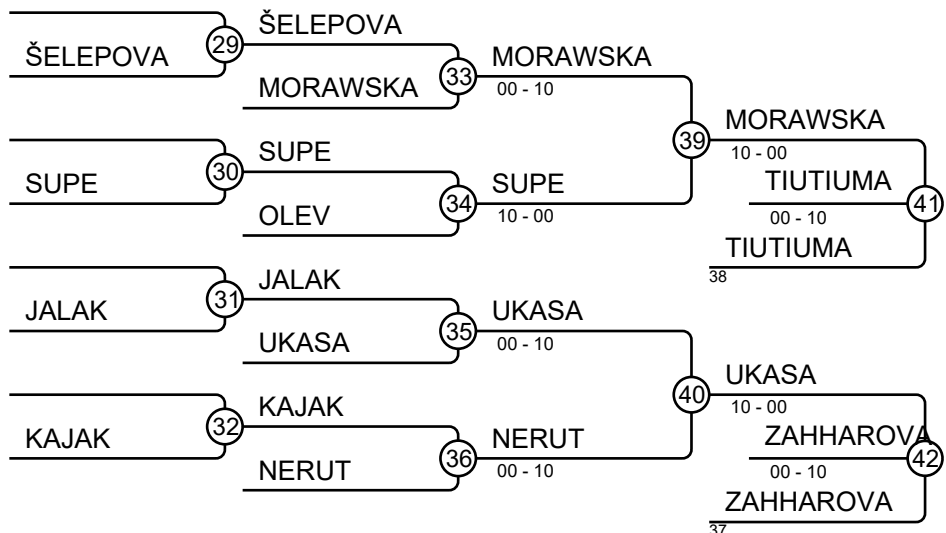 ŠELEPOVA
29
ŠELEPOVA
MORAWSKA
33
MORAWSKA
00 - 10
SUPE
30
SUPE
OLEV
34
SUPE
10 - 00
39
MORAWSKA
10 - 00
TIUTIUMA
00 - 10
41
TIUTIUMA
38
JALAK
31
JALAK
UKASA
35
UKASA
00 - 10
KAJAK
32
KAJAK
NERUT
36
NERUT
00 - 10
40
UKASA
10 - 00
ZAHHAROVA
00 - 10
42
ZAHHAROVA
37